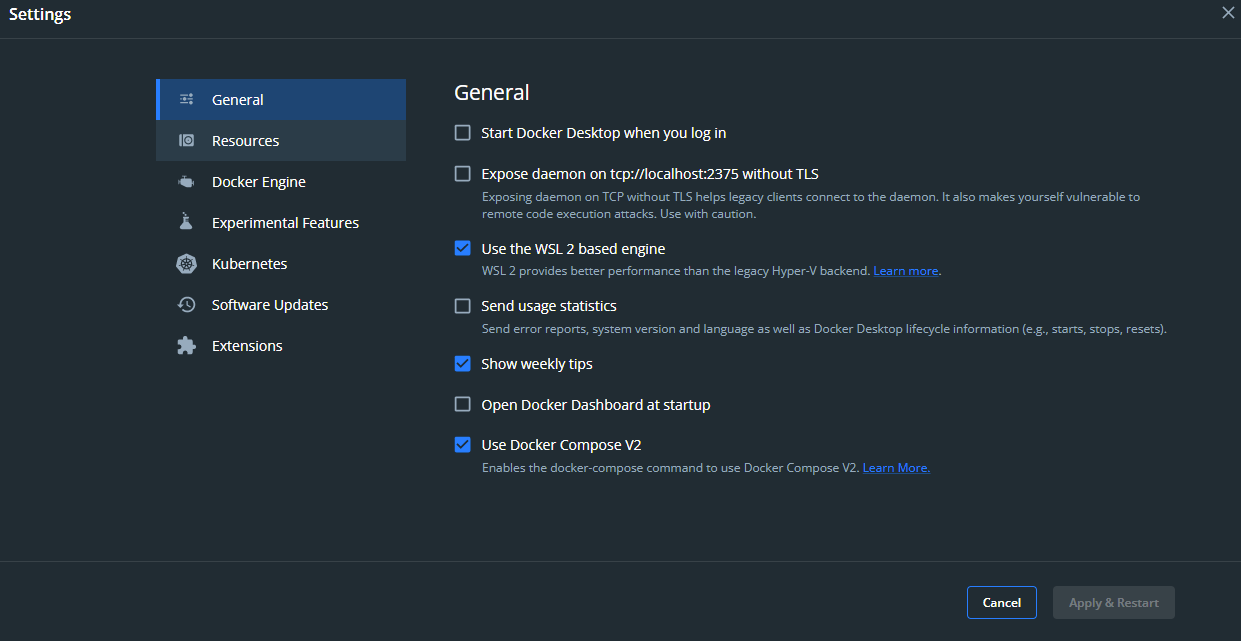 Settings
General
Resources
Docker Engine
Experimental Features
Kubernetes
Software Updates
Extensions
General
Start Docker Desktop when you log in
Expose daemon on tcp://localhost:2375 without TLS
Exposing daemon on TCP without TLS helps legacy clients connect to the daemon. It also makes yourself vulnerable to
remote code execution attacks. Use with caution.
Use the WSL 2 based engine
WSL 2 provides better performance than the legacy Hyper-V backend. Learn more.
Send usage statistics
Send error reports, system version and language as well as Docker Desktop lifecycle information (e.g., starts, stops, resets).
Show weekly tips
Open Docker Dashboard at startup
Use Docker Compose V2
Enables the docker-compose command to use Docker Compose V2. Learn More.
Cancel
Apply & Restart